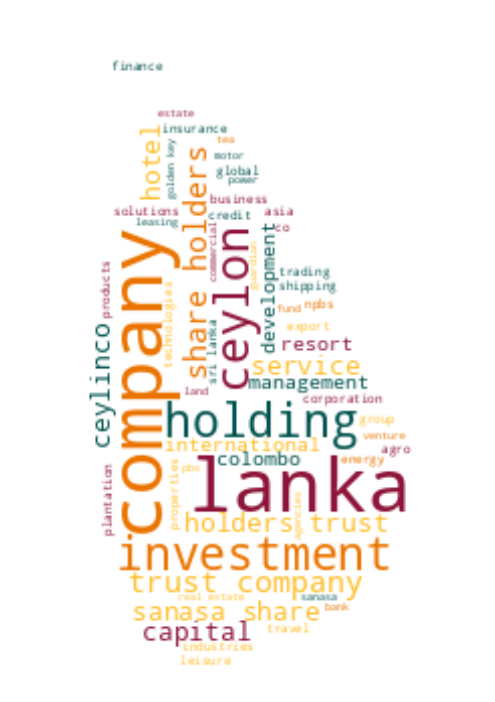 finance
estate
insurance
hotel
golden key
tea
motor
global
power
share holders
business
solutions
credit
asia
leasing
co
commercial
company
ceylon
guardian
development
trading
shipping
products
technologies
sri lanka
fund
npbs
export
resort
ceylinco
service
management
land
corporation
holding
group
venture
international
agro
colombo
energy
pbs
lanka
plantation
properties
agencies
holders trust
investment
trust company
real estate
sanasa
sanasa share
bank
capital
travel
industries
leisure